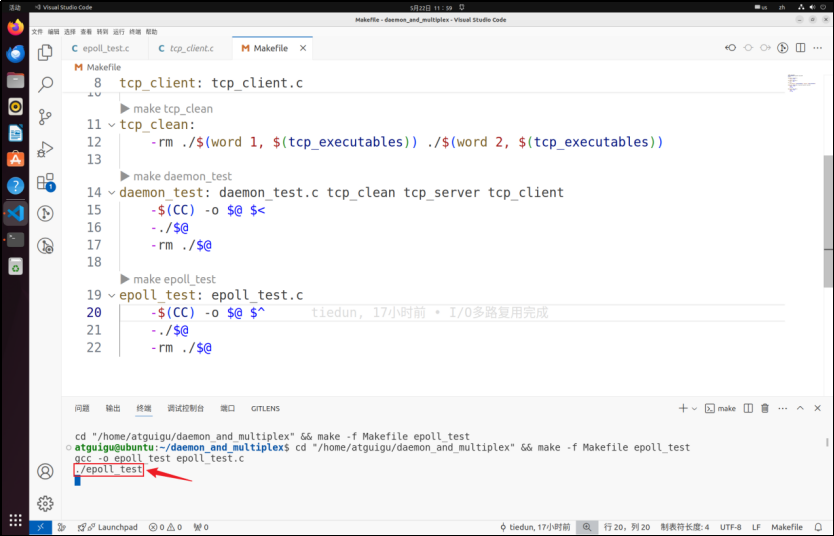 活动
Visual Studio Code
5月22日 11：59
us
zh
Makefile - daemon_and_multiplex - Visual Studio Code
文件 编辑 选择 查看 转到 运行 终端 帮助
C epoll_test.c
C tcp_client.c
M Makefile
M Makefile
8 tcp_client: tcp_client.c
10
make tcp_clean
11 tcp_clean:
12 -rm ./$(word 1, $(tcp_executables)) ./$(word 2, $(tcp_executables))
13
make daemon_test
14 daemon_test: daemon_test.c tcp_clean tcp_server tcp_client
15 -$(CC) -o $@ $<
16 -./$@
17 -rm ./$@
18
make epoll_test
19 epoll_test: epoll_test.c
20 -$(CC) -o $@ $^ tiedun, 17小时前 • I/O多路复用完成
21 -./$@
22 -rm ./$@
1
问题 输出 终端 调试控制台 端口 GITLENS
make
cd "/home/atguigu/daemon_and_multiplex" && make -f Makefile epoll_test
atguigu@ubuntu:~/daemon_and_multiplex$ cd "/home/atguigu/daemon_and_multiplex" && make -f Makefile epoll_test
gcc -o epoll_test epoll_test.c
./epoll_test
Launchpad 0 0 0
tiedun, 17小时前
行 20，列 20
制表符长度: 4
UTF-8
LF
Makefile